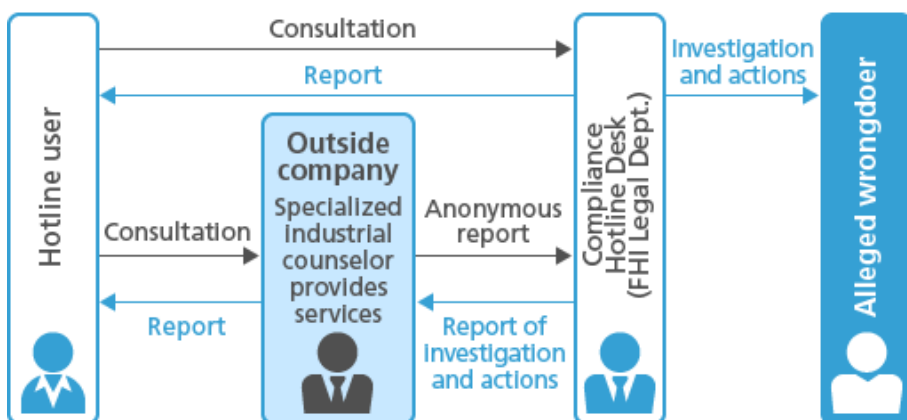 Consultation
Report
Investigation
and actions
Hotline user
Outside
company
Specialized
industrial
counselor
provides
services
Consultation
Report
Anonymous
report
Report of
investigation
and actions
Compliance
Hotline Desk
(FHI Legal Dept.)
Alleged wrongdoer